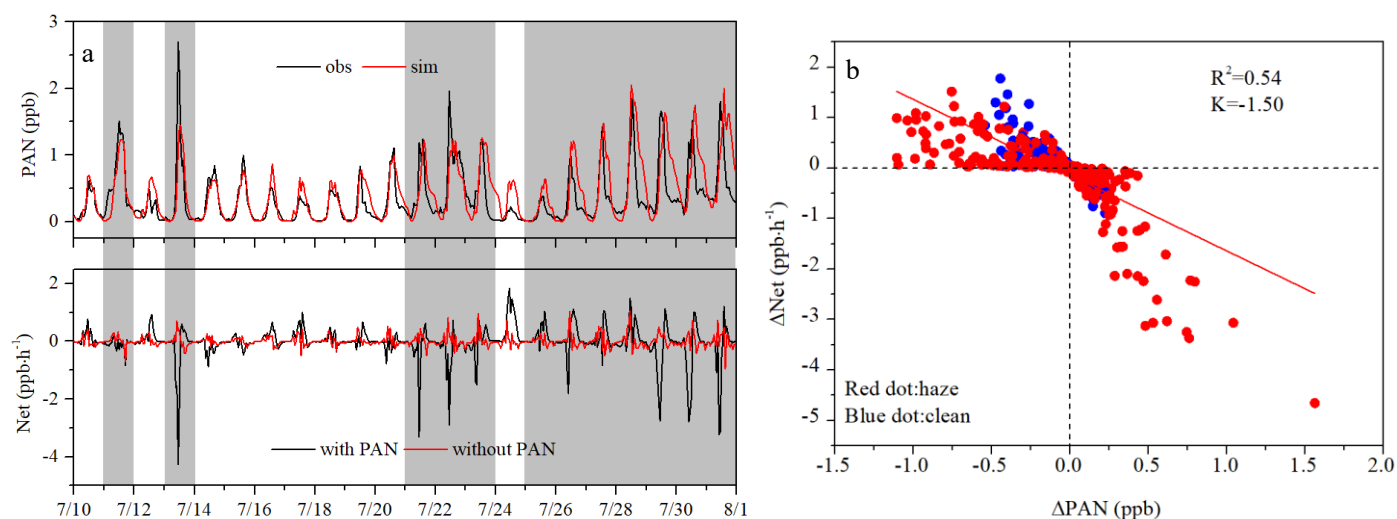 a
obs
sim
PAN (ppb)
3
2
1
0
Net (ppb·h⁻¹)
2
0
-2
-4
with PAN
without PAN
7/10
7/12
7/14
7/16
7/18
7/20
7/22
7/24
7/26
7/28
7/30
8/1
b
R²=0.54
K=-1.50
ΔNet (ppb·h⁻¹)
2
1
0
-1
-2
-3
-4
-5
Red dot:haze
Blue dot:clean
-1.5
-1.0
-0.5
0.0
0.5
1.0
1.5
2.0
ΔPAN (ppb)